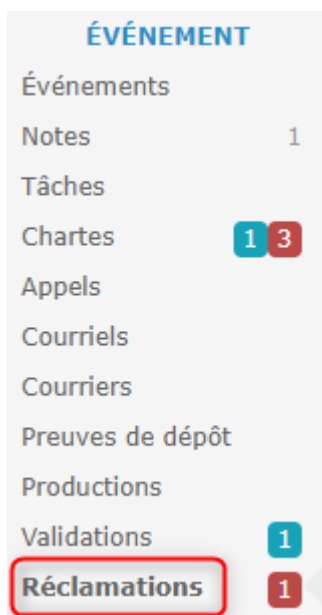 ÉVÉNEMENT
Événements
Notes 1
Tâches
Chartes 1 3
Appels
Courriels
Courriers
Preuves de dépôt
Productions
Validations 1
Réclamations 1